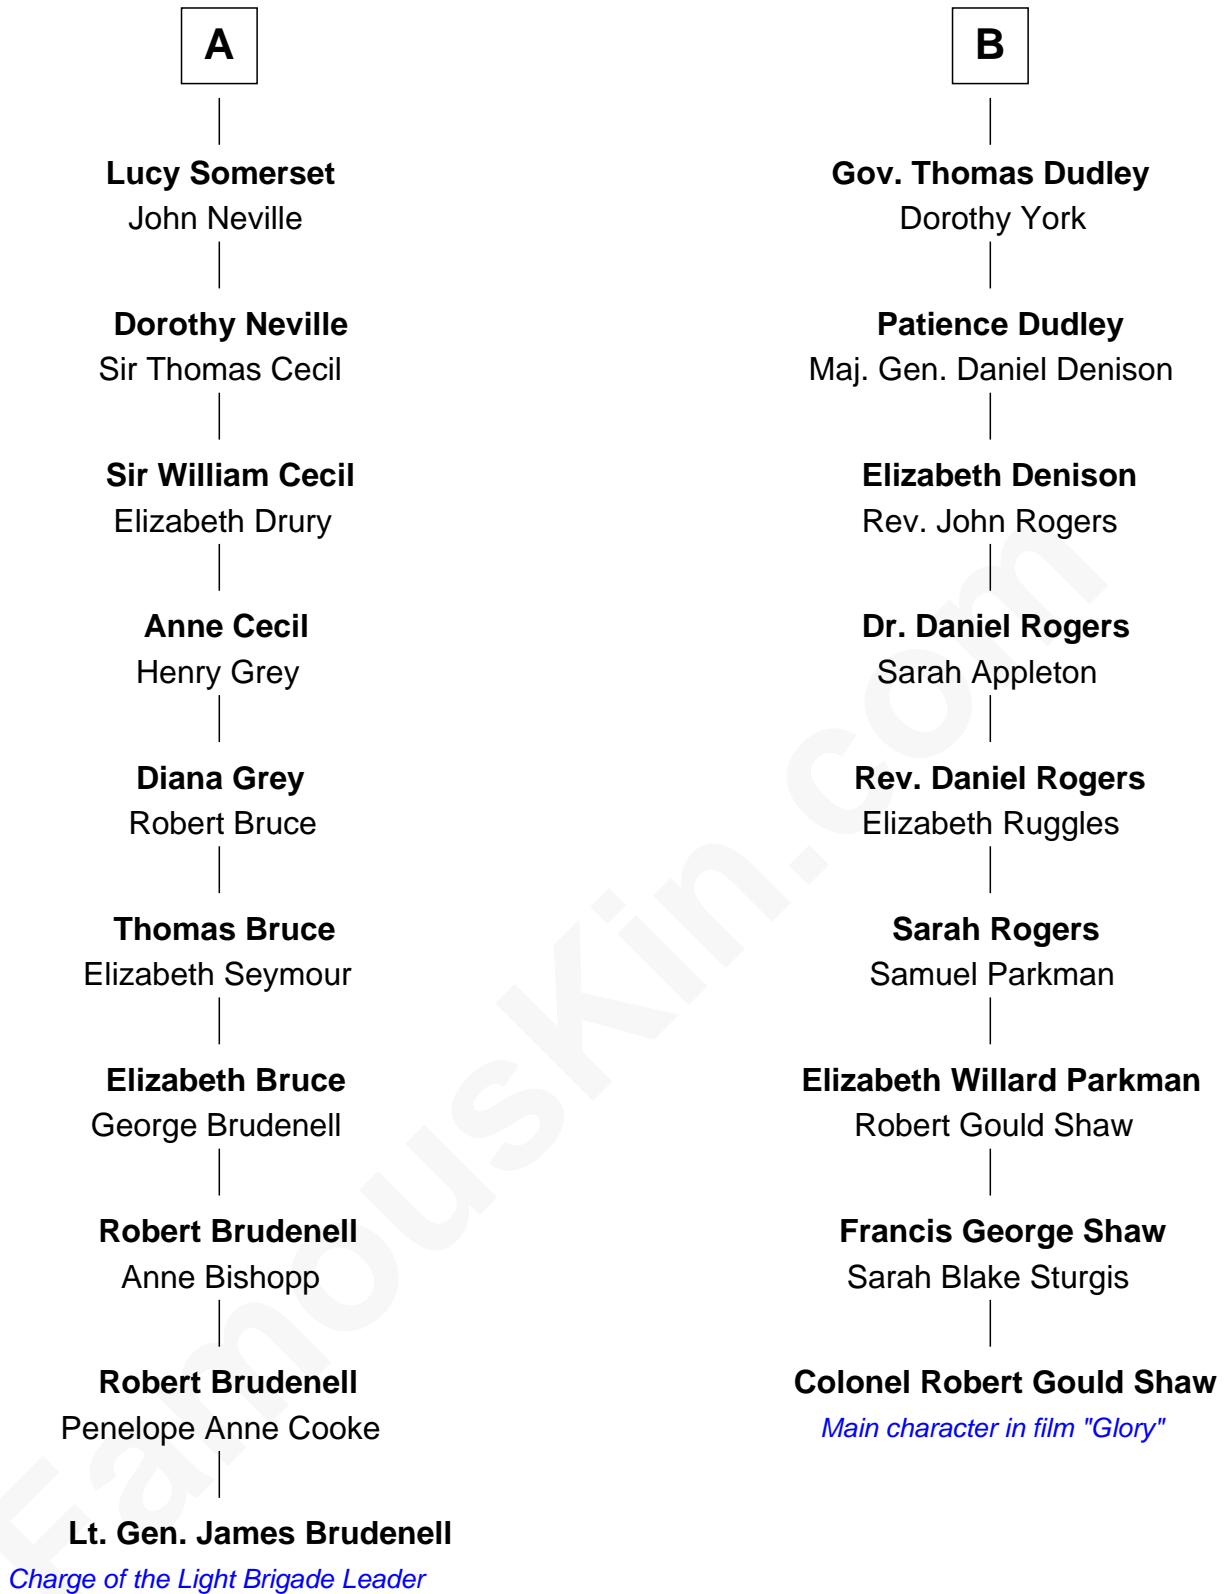 A
Lucy Somerset
John Neville
Dorothy Neville
Sir Thomas Cecil
Sir William Cecil
Elizabeth Drury
Anne Cecil
Henry Grey
Diana Grey
Robert Bruce
Thomas Bruce
Elizabeth Seymour
Elizabeth Bruce
George Brudenell
Robert Brudenell
Anne Bishopp
Robert Brudenell
Penelope Anne Cooke
Lt. Gen. James Brudenell
Charge of the Light Brigade Leader
B
Gov. Thomas Dudley
Dorothy York
Patience Dudley
Maj. Gen. Daniel Denison
Elizabeth Denison
Rev. John Rogers
Dr. Daniel Rogers
Sarah Appleton
Rev. Daniel Rogers
Elizabeth Ruggles
Sarah Rogers
Samuel Parkman
Elizabeth Willard Parkman
Robert Gould Shaw
Francis George Shaw
Sarah Blake Sturgis
Colonel Robert Gould Shaw
Main character in film "Glory"
FamousKin.com